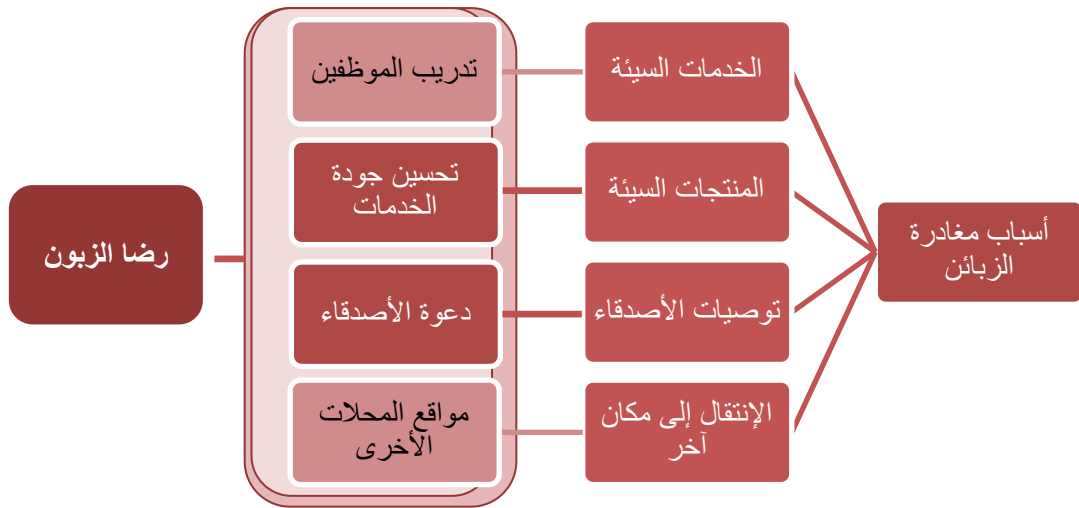 أسباب مغادرة
الزبائن
الخدمات السيئة
المنتجات السيئة
توصيات الأصدقاء
الإنتقال إلى مكان
آخر
تدريب الموظفين
تحسين جودة
الخدمات
دعوة الأصدقاء
مواقع المحلات
الأخرى
رضا الزبون